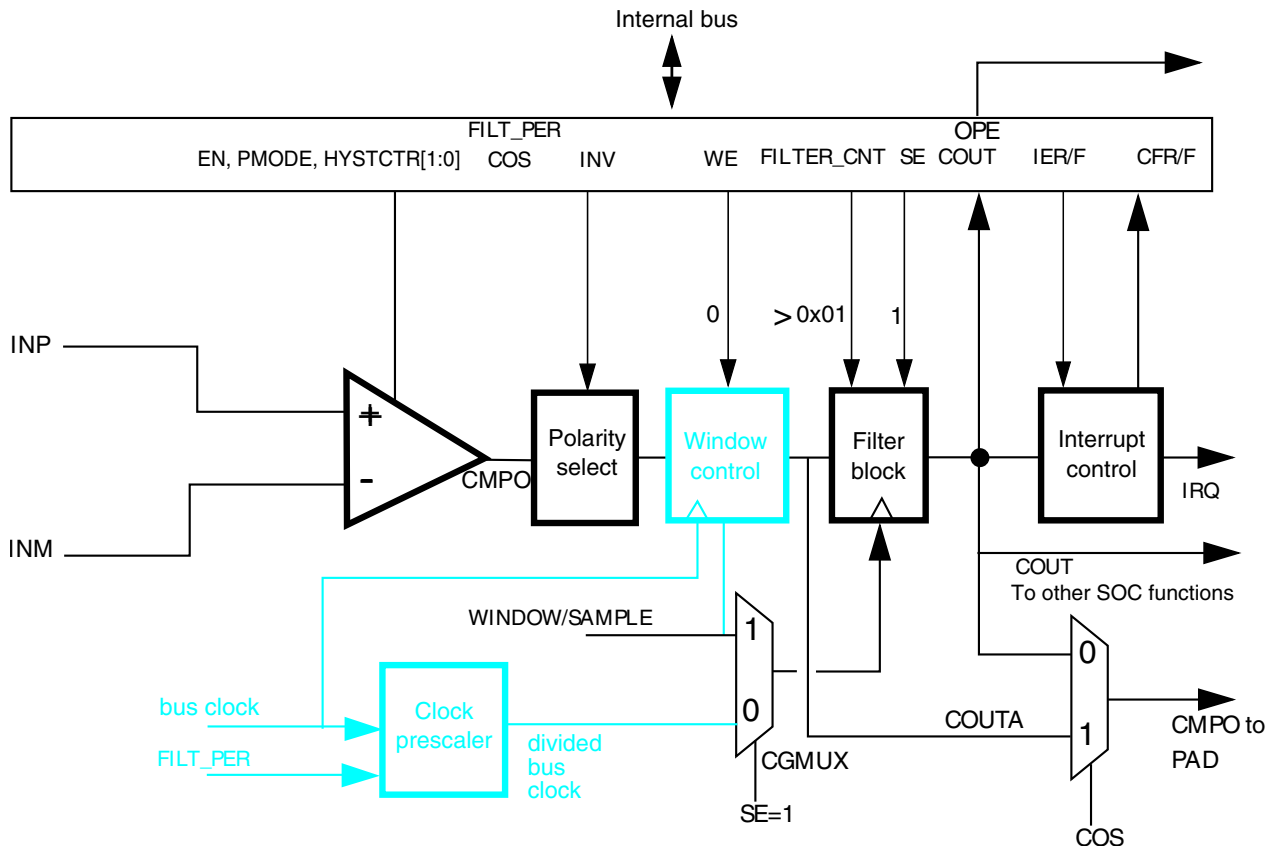 Internal bus
FILT_PER
OPE
EN, PMODE, HYSTCTR[1:0]
COS
INV
WE
FILTER_CNT
SE
COUT
IER/F
CFR/F
0
> 0x01
1
INP
+
-
INM
CMPO
Polarity
select
Window
control
Filter
block
Interrupt
control
IRQ
COUT
To other SOC functions
WINDOW/SAMPLE
1
0
bus clock
FILT_PER
Clock
prescaler
divided
bus
clock
CGMUX
SE=1
COUTA
0
1
CMPO to
PAD
COS